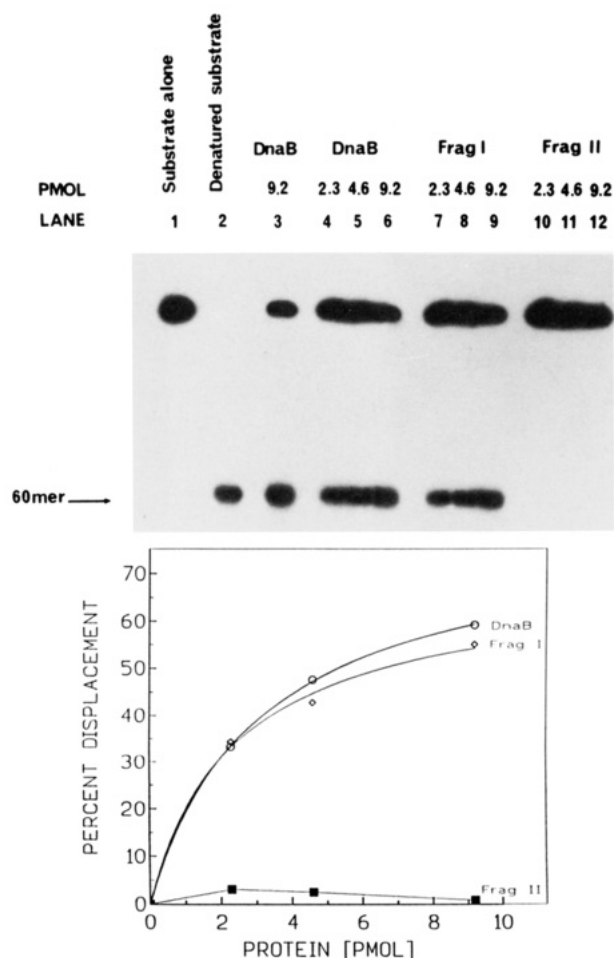 Substrate alone
Denatured substrate
DnaB DnaB Frag I Frag II
PMOL 9.2 2.3 4.6 9.2 2.3 4.6 9.2 2.3 4.6 9.2
LANE 1 2 3 4 5 6 7 8 9 10 11 12
60mer
PERCENT DISPLACEMENT
70
60
50
40
30
20
10
0
DnaB
Frag I
Frag II
0 2 4 6 8 10
PROTEIN [PMOL]